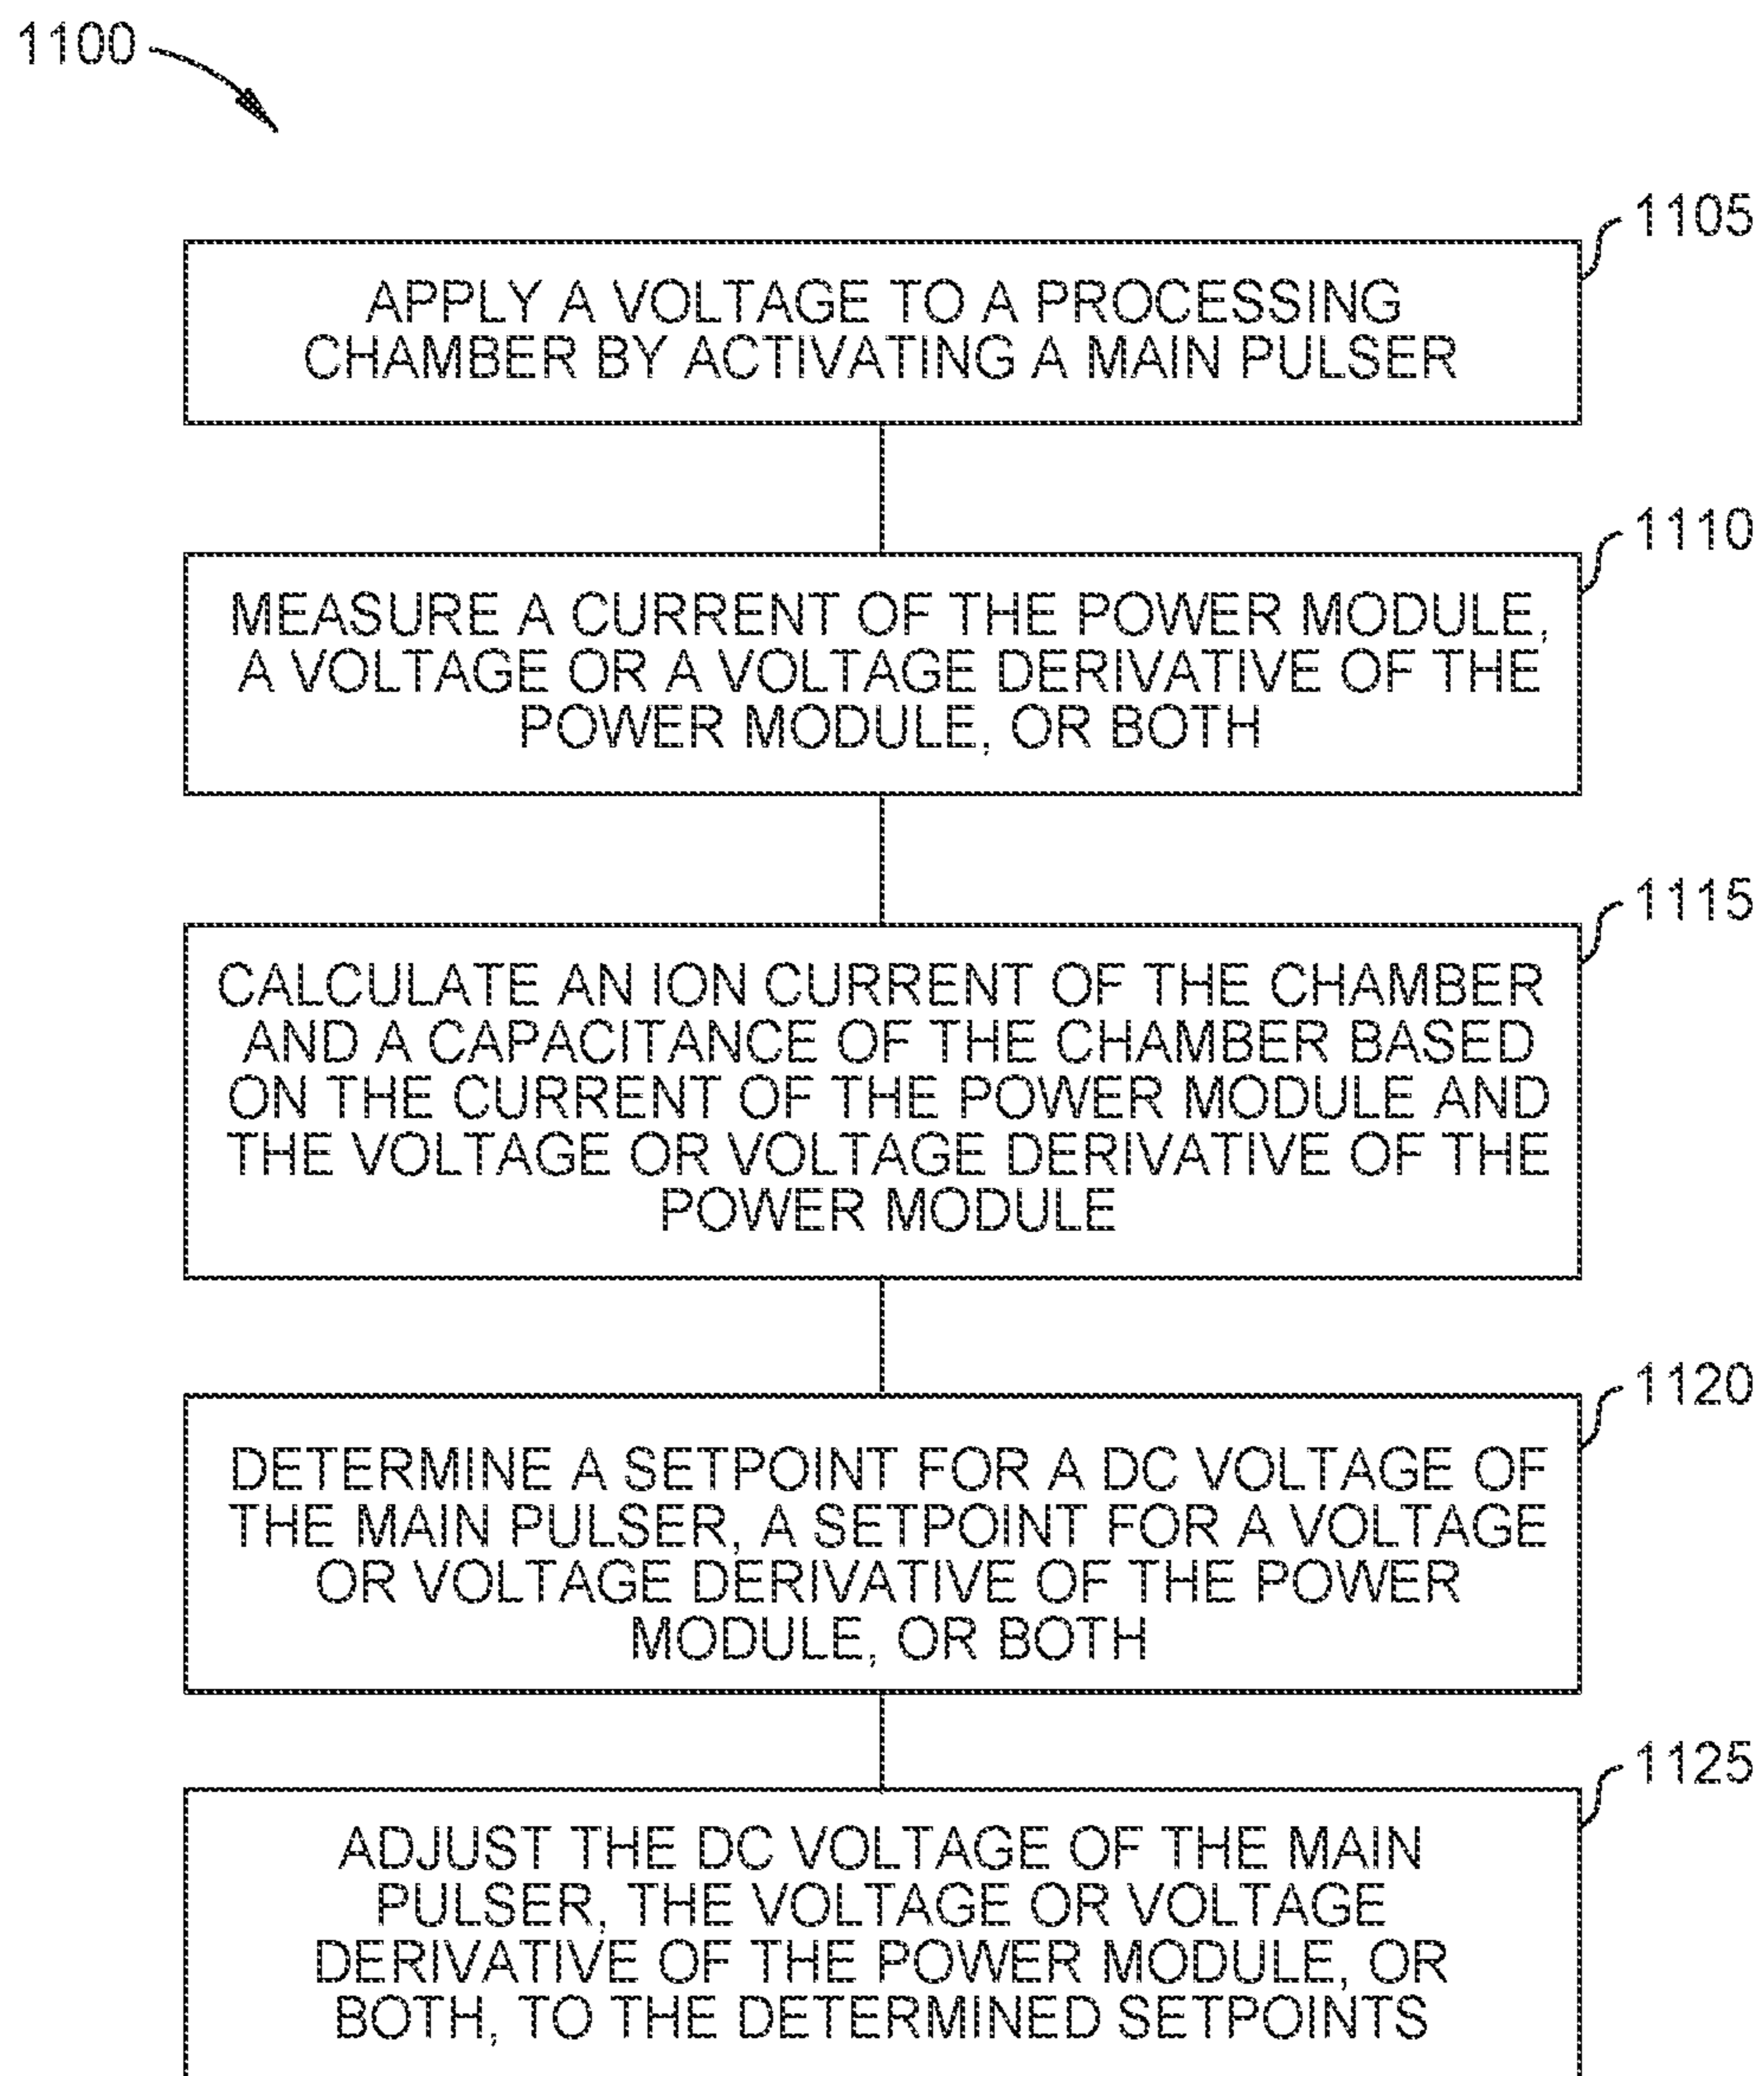 1100
1105
APPLY A VOLTAGE TO A PROCESSING
CHAMBER BY ACTIVATING A MAIN PULSER
1110
MEASURE A CURRENT OF THE POWER MODULE,
A VOLTAGE OR A VOLTAGE DERIVATIVE OF THE
POWER MODULE, OR BOTH
1115
CALCULATE AN ION CURRENT OF THE CHAMBER
AND A CAPACITANCE OF THE CHAMBER BASED
ON THE CURRENT OF THE POWER MODULE AND
THE VOLTAGE OR VOLTAGE DERIVATIVE OF THE
POWER MODULE
1120
DETERMINE A SETPOINT FOR A DC VOLTAGE OF
THE MAIN PULSER, A SETPOINT FOR A VOLTAGE
OR VOLTAGE DERIVATIVE OF THE POWER
MODULE, OR BOTH
1125
ADJUST THE DC VOLTAGE OF THE MAIN
PULSER, THE VOLTAGE OR VOLTAGE
DERIVATIVE OF THE POWER MODULE, OR
BOTH, TO THE DETERMINED SETPOINTS